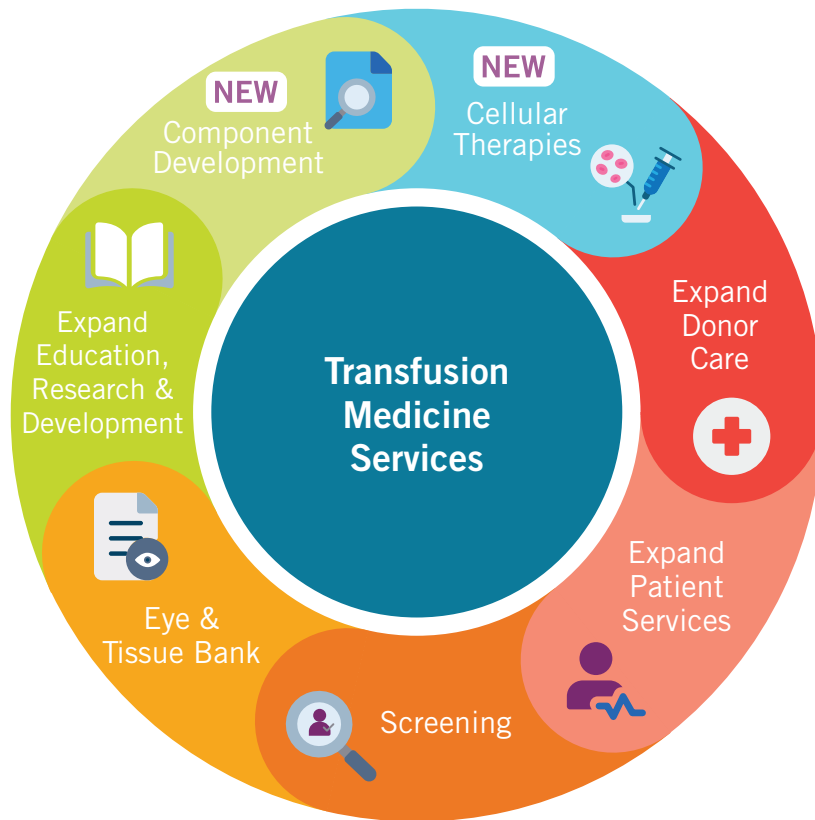 NEW
Component
Development
NEW
Cellular
Therapies
Expand
Donor
Care
Expand
Patient
Services
Screening
Eye &
Tissue Bank
Expand
Education,
Research &
Development
Transfusion
Medicine
Services